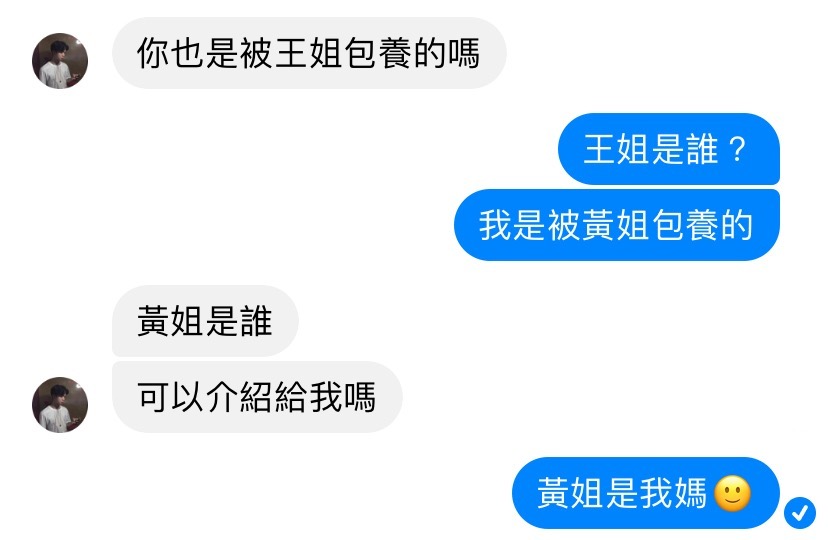 你也是被王姐包養的嗎
王姐是誰？
我是被黃姐包養的
黃姐是誰
可以介紹給我嗎
黃姐是我媽🙂